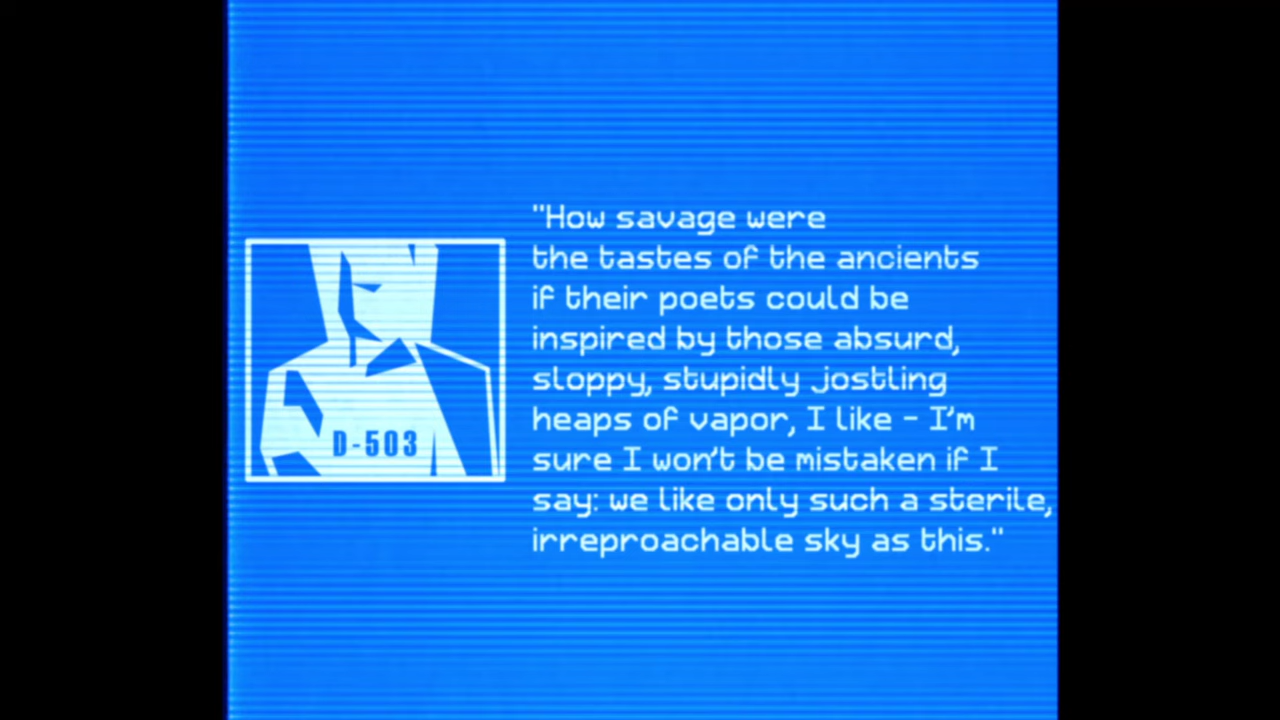 D-503
"How savage were
the tastes of the ancients
if their poets could be
inspired by those absurd,
sloppy, stupidly jostling
heaps of vapor, I like - I'm
sure I won't be mistaken if I
say: we like only such a sterile,
irreproachable sky as this."